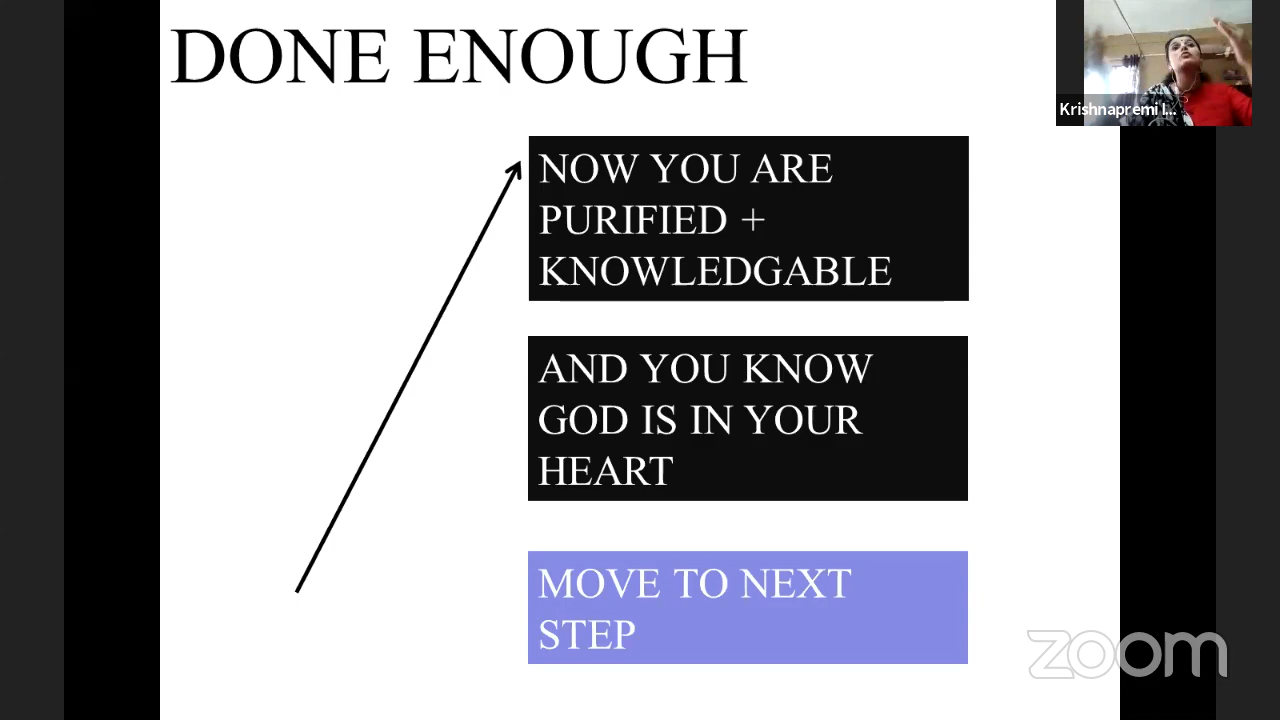 DONE ENOUGH
Krishnapremi I...
NOW YOU ARE
PURIFIED +
KNOWLEDGABLE
AND YOU KNOW
GOD IS IN YOUR
HEART
MOVE TO NEXT
STEP
zoom